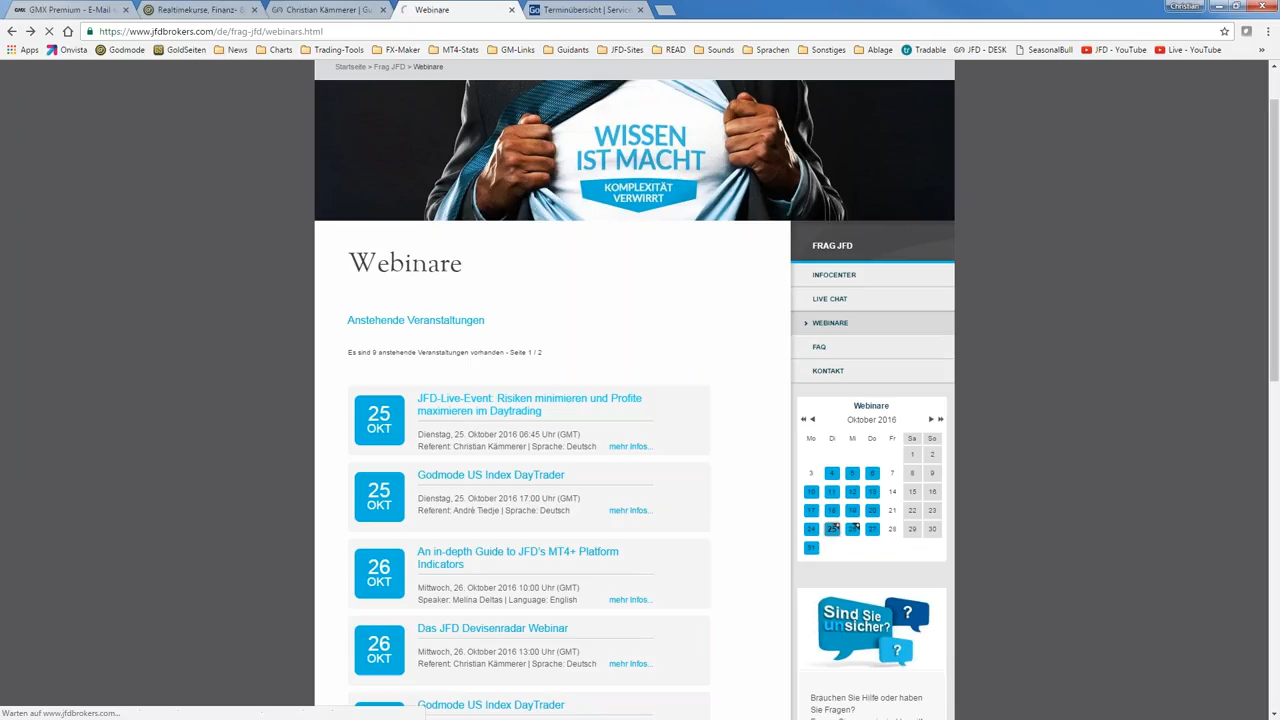 GMX Premium - E-Mail
Realtimekurse, Finanz-
Christian Kämmerer | Gu
Webinare
Terminübersicht | Service
Christian
https://www.jfdbrokers.com/de/frag-jfd/webinars.html
Apps
Onvista
Godmode
GoldSeiten
News
Charts
Trading-Tools
FX-Maker
MT4-Stats
GM-Links
Guidants
JFD-Sites
READ
Sounds
Sprachen
Sonstiges
Ablage
Tradable
JFD - DESK
SeasonalBull
JFD - YouTube
Live - YouTube
Startseite > Frag JFD > Webinare
WISSEN
IST MACHT
KOMPLEXITÄT
VERWIRRT
Webinare
Anstehende Veranstaltungen
Es sind 9 anstehende Veranstaltungen vorhanden - Seite 1 / 2
25
OKT
JFD-Live-Event: Risiken minimieren und Profite
maximieren im Daytrading
Dienstag, 25. Oktober 2016 06:45 Uhr (GMT)
Referent: Christian Kämmerer | Sprache: Deutsch mehr Infos...
25
OKT
Godmode US Index DayTrader
Dienstag, 25. Oktober 2016 17:00 Uhr (GMT)
Referent: André Tiedje | Sprache: Deutsch mehr Infos...
26
OKT
An in-depth Guide to JFD's MT4+ Platform
Indicators
Mittwoch, 26. Oktober 2016 10:00 Uhr (GMT)
Speaker: Melina Deltas | Language: English mehr Infos...
26
OKT
Das JFD Devisenradar Webinar
Mittwoch, 26. Oktober 2016 13:00 Uhr (GMT)
Referent: Christian Kämmerer | Sprache: Deutsch mehr Infos...
Godmode US Index DayTrader
FRAG JFD
INFOCENTER
LIVE CHAT
WEBINARE
FAQ
KONTAKT
Webinare
Oktober 2016
Mo Di Mi Do Fr Sa So
1 2
3 4 5 6 7 8 9
10 11 12 13 14 15 16
17 18 19 20 21 22 23
24 25 26 27 28 29 30
31
Sind Sie
unsicher?
?
?
Brauchen Sie Hilfe oder haben
Sie Fragen?
Warten auf www.jfdbrokers.com...